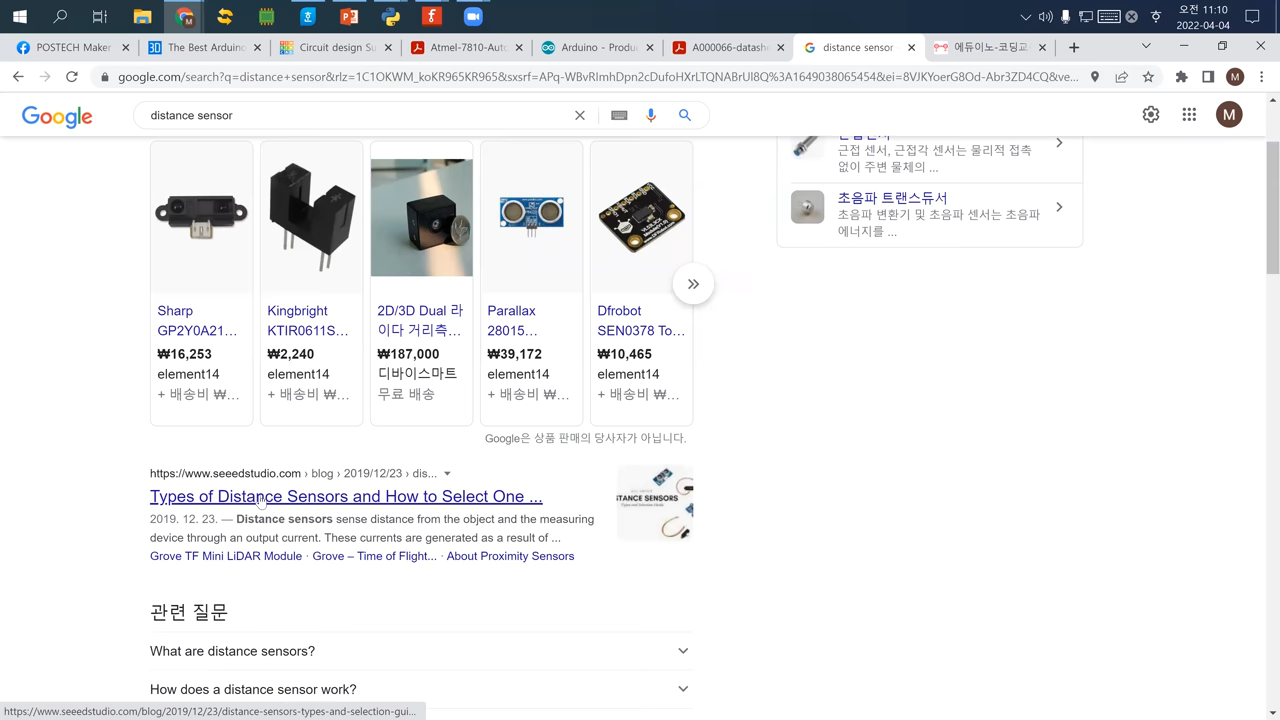 오전 11:10
2022-04-04
POSTECH Maker
The Best Arduin
Circuit design Su
Atmel-7810-Auto
Arduino - Produ
A000066-datash
distance sensor
에듀이노-코딩교
google.com/search?q=distance+sensor&rlz=1C1OKWM_koKR965KR965&sxsrf=APq-WBvRlmhDpn2cDufoHXrLTQNABrUl8Q%3A1649038065454&ei=8VJKYoerG8Od-Abr3ZD4CQ&ve...
Google
distance sensor
M
근접 센서, 근접각 센서는 물리적 접촉
없이 주변 물체의 ...
초음파 트랜스듀서
초음파 변환기 및 초음파 센서는 초음파
에너지를 ...
Sharp
GP2Y0A21...
₩16,253
element14
+ 배송비 ₩...
Kingbright
KTIR0611S...
₩2,240
element14
+ 배송비 ₩...
2D/3D Dual 라
이다 거리측...
₩187,000
디바이스마트
무료 배송
Parallax
28015...
₩39,172
element14
+ 배송비 ₩...
Dfrobot
SEN0378 To...
₩10,465
element14
+ 배송비 ₩...
Google은 상품 판매의 당사자가 아닙니다.
https://www.seeedstudio.com › blog › 2019/12/23 › dis...
Types of Distance Sensors and How to Select One ...
2019. 12. 23. — Distance sensors sense distance from the object and the measuring
device through an output current. These currents are generated as a result of ...
Grove TF Mini LiDAR Module · Grove – Time of Flight... · About Proximity Sensors
STANCE SENSORS
관련 질문
What are distance sensors?
How does a distance sensor work?
https://www.seeedstudio.com/blog/2019/12/23/distance-sensors-types-and-selection-gui...